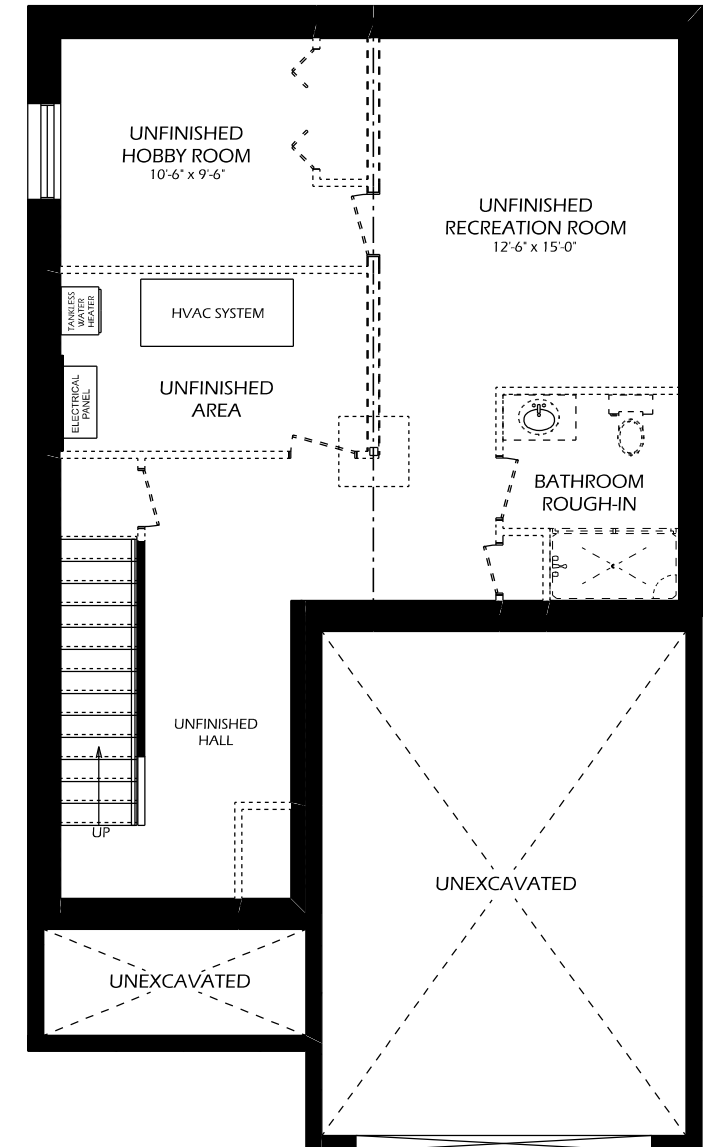 UNFINISHED
HOBBY ROOM
10'-6" x 9'-6"
UNFINISHED
RECREATION ROOM
12'-6" x 15'-0"
TANKLESS
WATER
HEATER
HVAC SYSTEM
ELECTRICAL
PANEL
UNFINISHED
AREA
BATHROOM
ROUGH-IN
UNFINISHED
HALL
UP
UNEXCAVATED
UNEXCAVATED